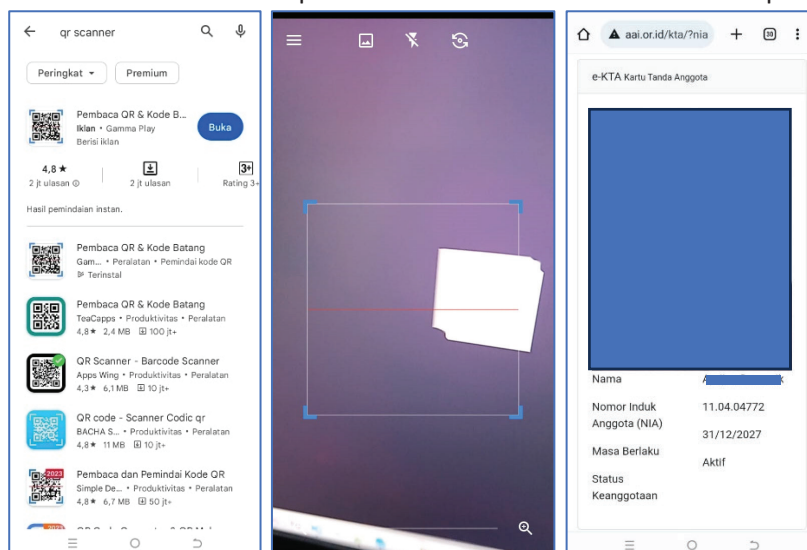 qr scanner
Peringkat
Premium
Pembaca QR & Kode B...
Iklan • Gamma Play
Berisi iklan
Buka
4,8★
2 jt ulasan
2 jt ulasan
3+
Rating 3+
Hasil pemindaian instan.
Pembaca QR & Kode Batang
Gam... • Peralatan • Pemindai kode QR
Terinstal
Pembaca QR & Kode Batang
TeaCapps • Produktivitas • Peralatan
4,8★ 2,4 MB 100 jt+
QR Scanner - Barcode Scanner
Apps Wing • Produktivitas • Peralatan
4,3★ 6,1 MB 10 jt+
QR code - Scanner Codic qr
BACHA S... • Produktivitas • Peralatan
4,8★ 11 MB 10 jt+
2023
Pembaca dan Pemindai Kode QR
Simple De... • Produktivitas • Peralatan
4,8★ 6,7 MB 50 jt+
aai.or.id/kta/?nia
30
e-KTA Kartu Tanda Anggota
Nama
Nomor Induk
Anggota (NIA)
11.04.04772
31/12/2027
Masa Berlaku
Aktif
Status
Keanggotaan